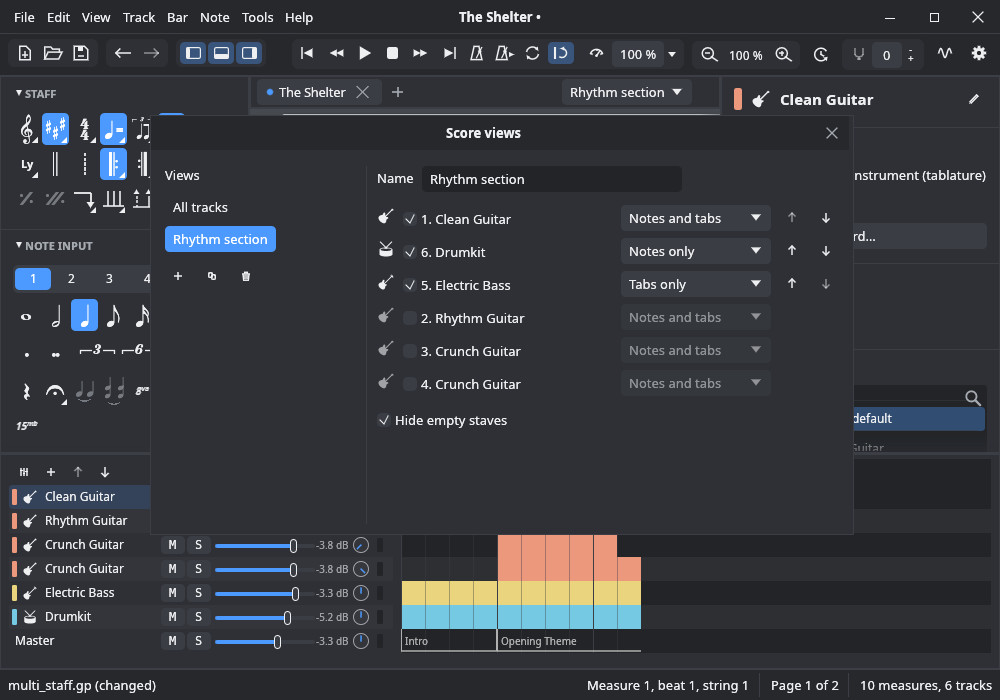 File Edit View Track Bar Note Tools Help
The Shelter •
100 %
100 %
0
STAFF
The Shelter
Rhythm section
Clean Guitar
Score views
Views
All tracks
Rhythm section
Name Rhythm section
1. Clean Guitar Notes and tabs
6. Drumkit Notes only
5. Electric Bass Tabs only
2. Rhythm Guitar Notes and tabs
3. Crunch Guitar Notes and tabs
4. Crunch Guitar Notes and tabs
Hide empty staves
Ly
NOTE INPUT
1 2 3 4
3 6
8va
15mb
nstrument (tablature)
rd...
default
Guitar
Clean Guitar
Rhythm Guitar
Crunch Guitar M S -3.8 dB
Crunch Guitar M S -3.8 dB
Electric Bass M S -3.3 dB
Drumkit M S -5.2 dB
Master M S -3.3 dB
Intro Opening Theme
multi_staff.gp (changed)
Measure 1, beat 1, string 1
Page 1 of 2
10 measures, 6 tracks